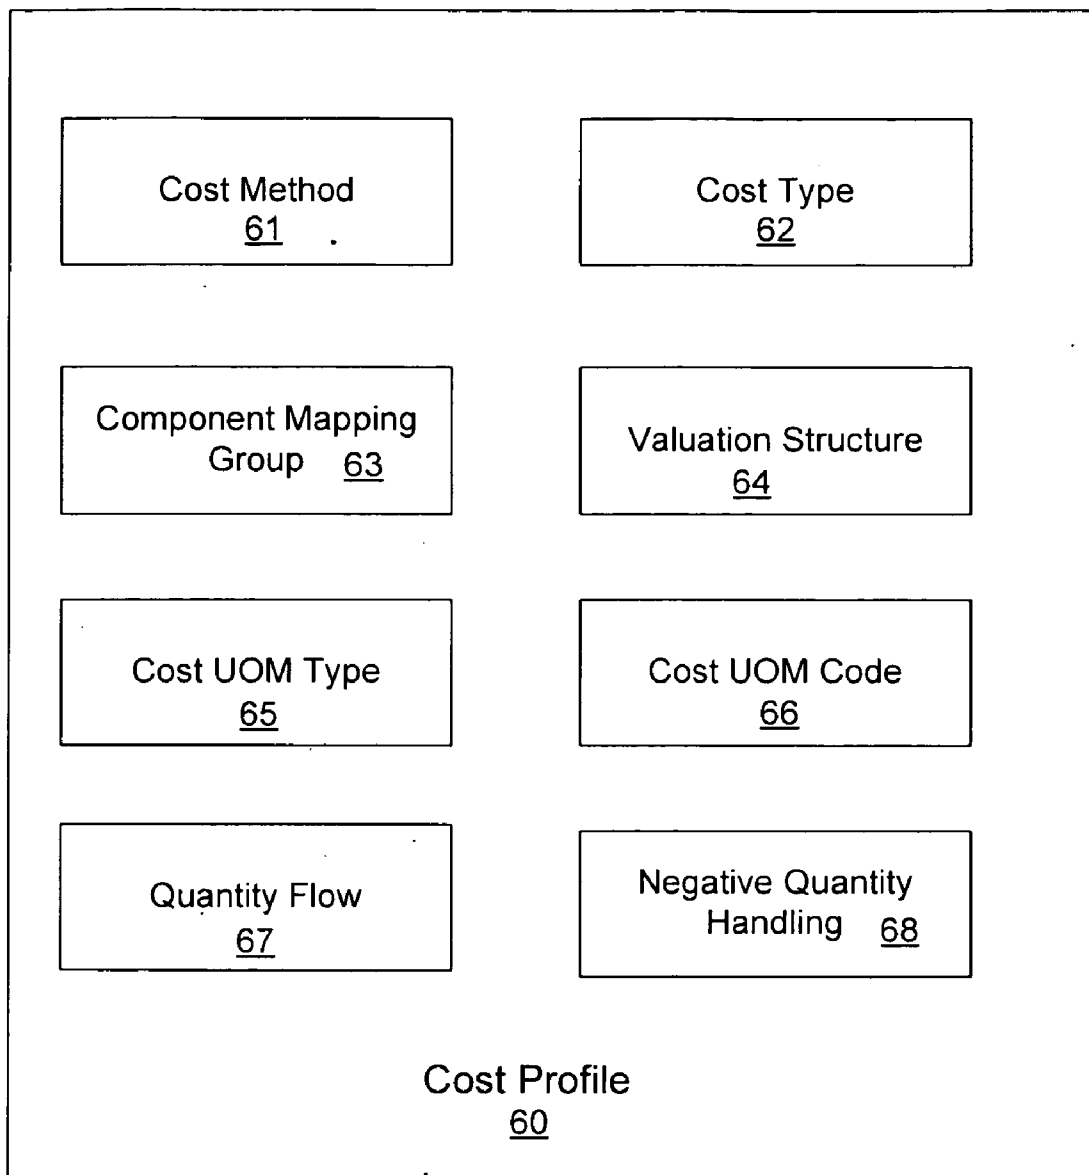 Cost Method
61
Cost Type
62
Component Mapping
Group 63
Valuation Structure
64
Cost UOM Type
65
Cost UOM Code
66
Quantity Flow
67
Negative Quantity
Handling 68
Cost Profile
60